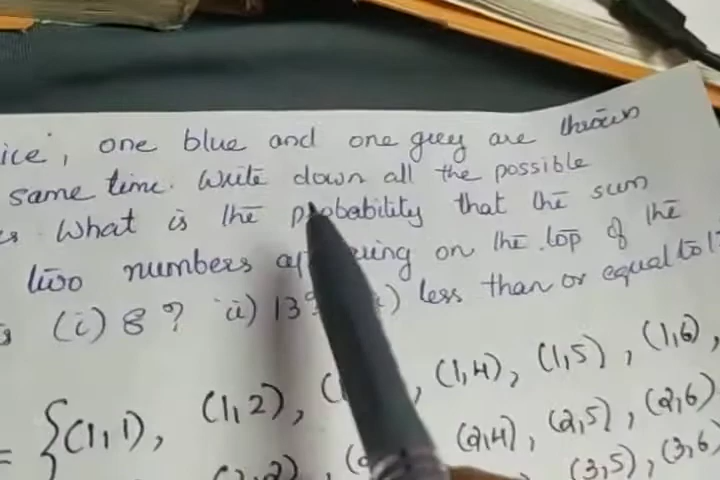 ice', one blue and one grey are thrown
same time. Write down all the possible
What is the probability that the sum
two numbers on the top of the
(i) 8? ii) 13 less than or equal to
= {(1,1), (1,2), (1,4), (1,5), (1,6),
(2,4), (2,5), (2,6)
(3,5), (3,6)